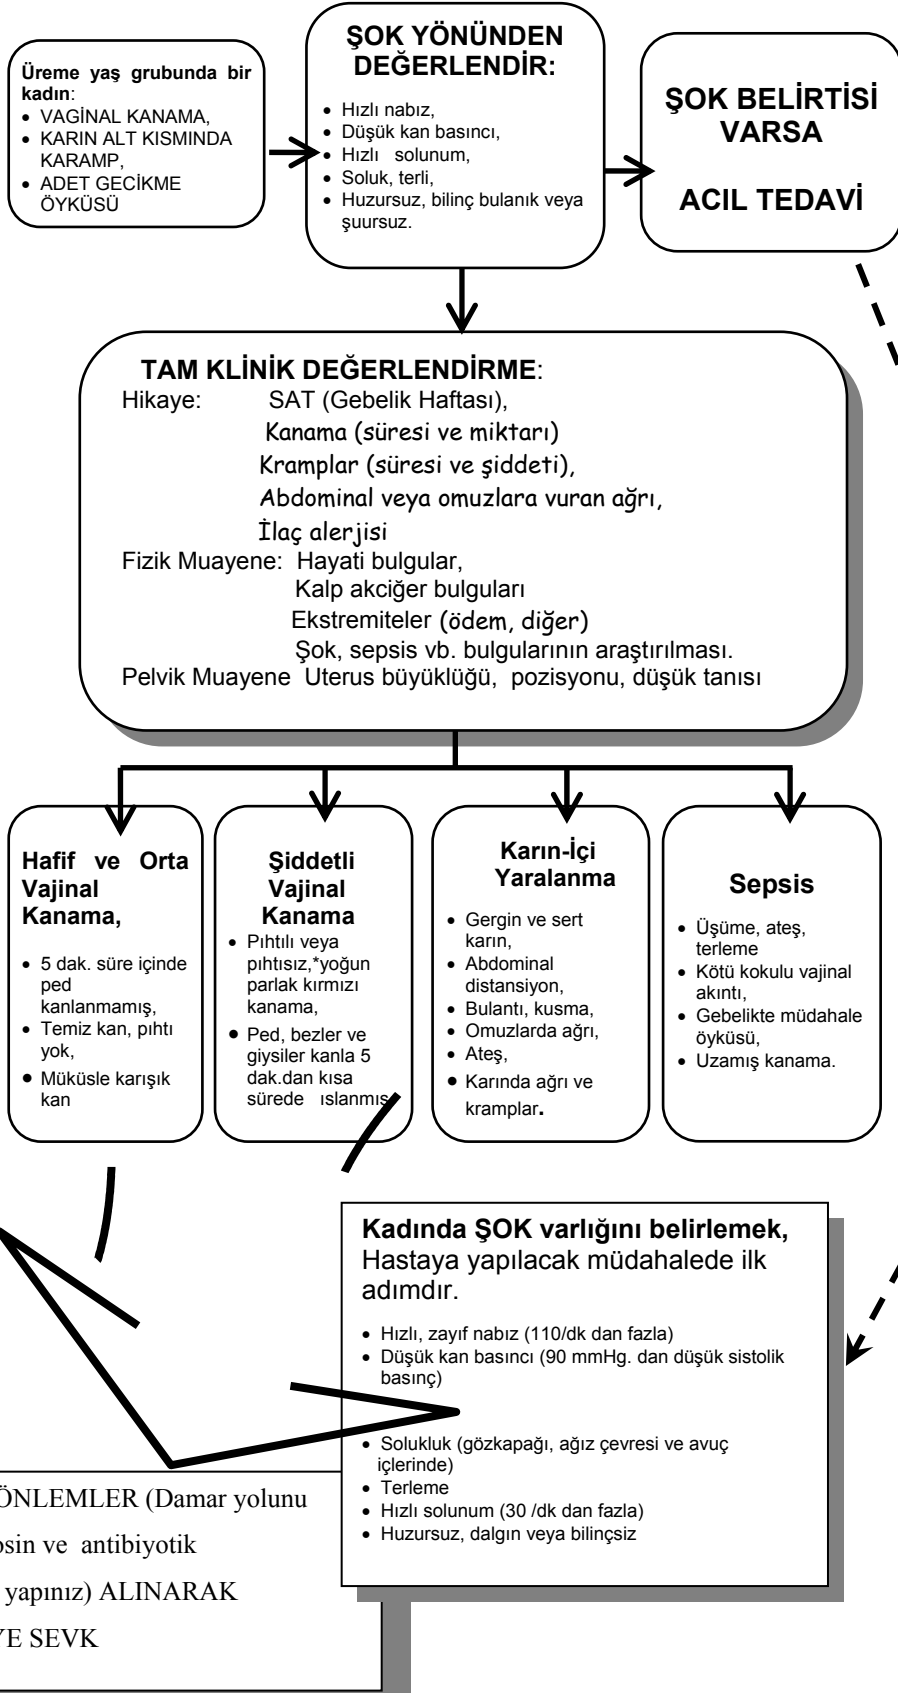 Üreme yaş grubunda bir
kadın:
• VAGİNAL KANAMA,
• KARIN ALT KISMINDA
KARAMP,
• ADET GECİKME
ÖYKÜSÜ
ŞOK YÖNÜNDEN
DEĞERLENDİR:
• Hızlı nabız,
• Düşük kan basıncı,
• Hızlı solunum,
• Soluk, terli,
• Huzursuz, bilinç bulanık veya
şuursuz.
ŞOK BELİRTİSİ
VARSA
ACIL TEDAVİ
TAM KLİNİK DEĞERLENDİRME:
Hikaye: SAT (Gebelik Haftası),
Kanama (süresi ve miktarı)
Kramplar (süresi ve şiddeti),
Abdominal veya omuzlara vuran ağrı,
İlaç alerjisi
Fizik Muayene: Hayati bulgular,
Kalp akciğer bulguları
Ekstremiteler (ödem, diğer)
Şok, sepsis vb. bulgularının araştırılması.
Pelvik Muayene Uterus büyüklüğü, pozisyonu, düşük tanısı
Hafif ve Orta
Vajinal
Kanama,
• 5 dak. süre içinde
ped
kanlanmamış,
• Temiz kan, pıhtı
yok,
• Müküsle karışık
kan
Şiddetli
Vajinal
Kanama
• Pıhtılı veya
pıhtısız,*yoğun
parlak kırmızı
kanama,
• Ped, bezler ve
giysiler kanla 5
dak.dan kısa
sürede ıslanmış
Karın-İçi
Yaralanma
• Gergin ve sert
karın,
• Abdominal
distansiyon,
• Bulantı, kusma,
• Omuzlarda ağrı,
• Ateş,
• Karında ağrı ve
kramplar.
Sepsis
• Üşüme, ateş,
terleme
• Kötü kokulu vajinal
akıntı,
• Gebelikte müdahale
öyküsü,
• Uzamış kanama.
Kadında ŞOK varlığını belirlemek,
Hastaya yapılacak müdahalede ilk
adımdır.
• Hızlı, zayıf nabız (110/dk dan fazla)
• Düşük kan basıncı (90 mmHg. dan düşük sistolik
basınç)
• Solukluk (gözkapağı, ağız çevresi ve avuç
içlerinde)
• Terleme
• Hızlı solunum (30 /dk dan fazla)
• Huzursuz, dalgın veya bilinçsiz
ÖNLEMLER (Damar yolunu
ve antibiyotik
yapınız) ALINARAK
SEVK